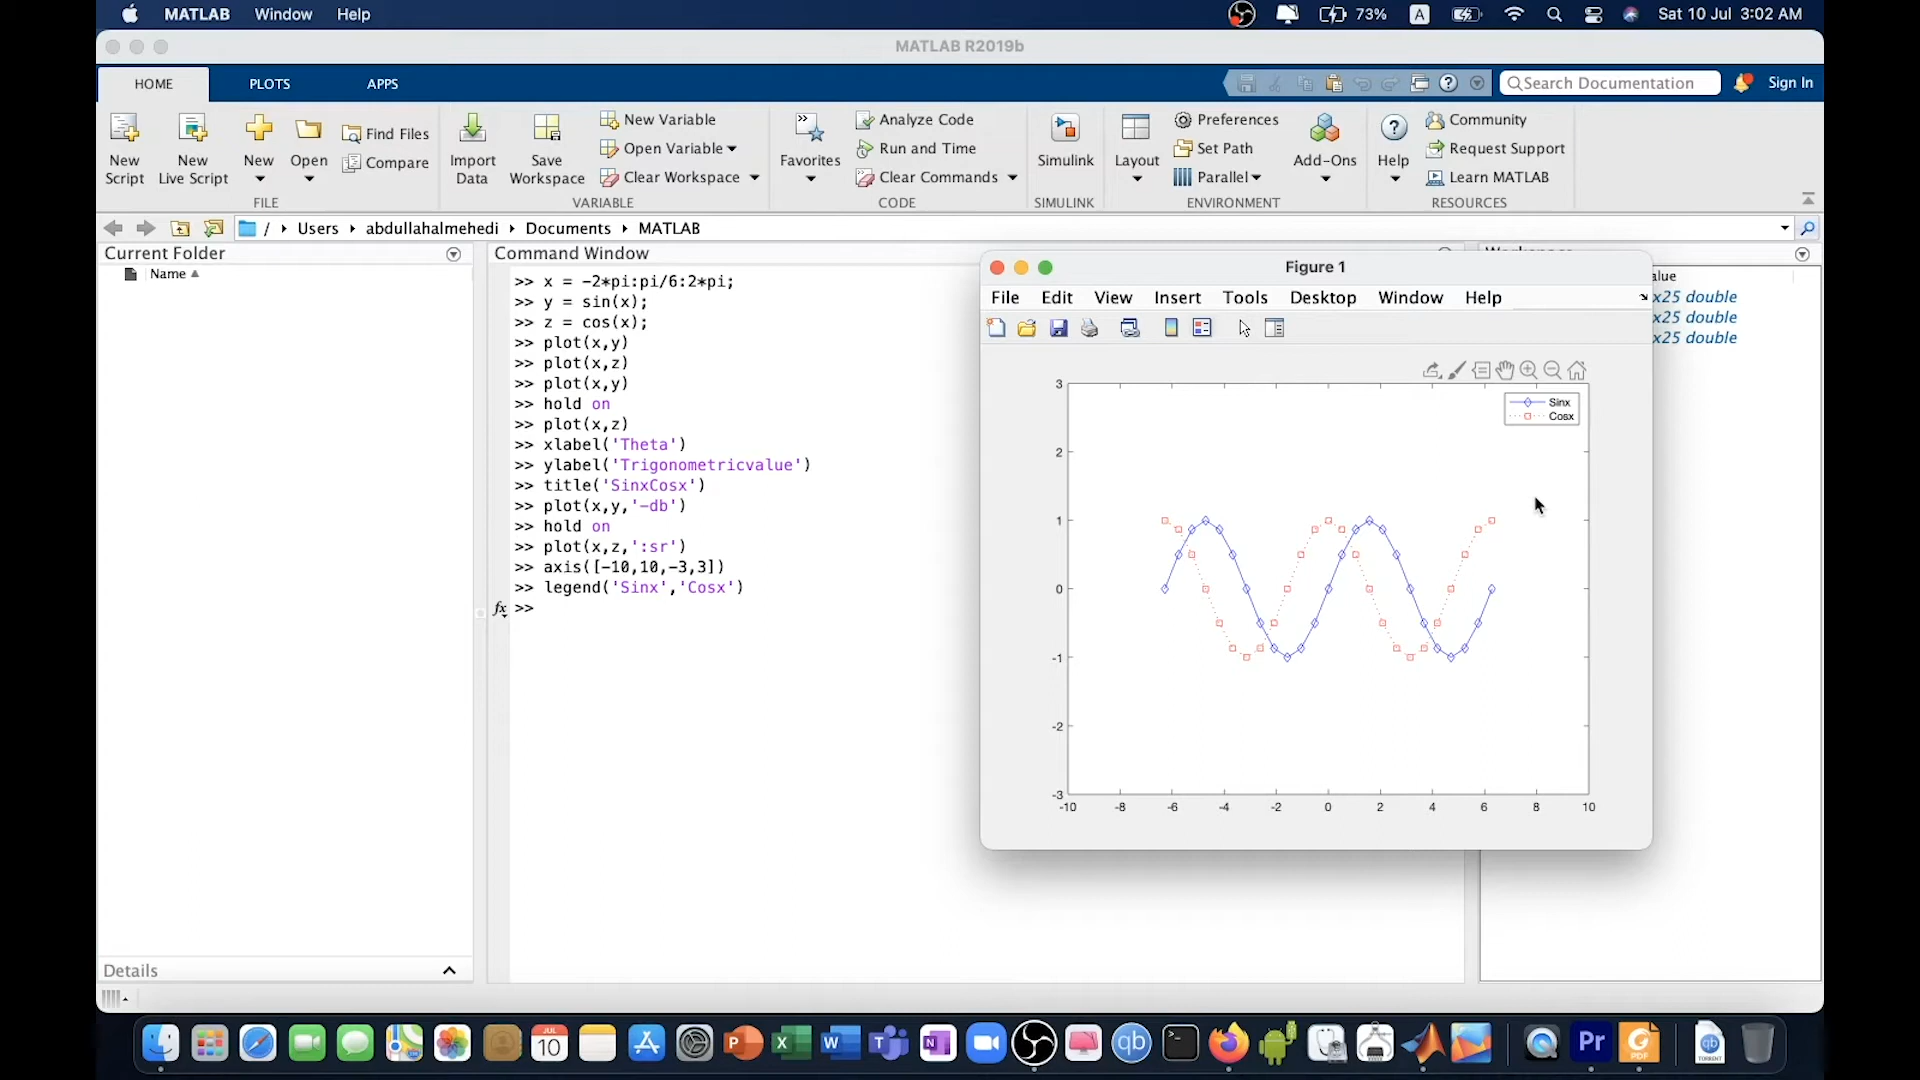 MATLAB Window Help
73% A Sat 10 Jul 3:02 AM
MATLAB R2019b
HOME PLOTS APPS
Search Documentation Sign In
New Script
New Live Script
New
Open
Find Files
Compare
FILE
Import Data
Save Workspace
New Variable
Open Variable
Clear Workspace
VARIABLE
Favorites
Analyze Code
Run and Time
Clear Commands
CODE
Simulink
SIMULINK
Layout
Preferences
Set Path
Parallel
Add-Ons
ENVIRONMENT
Help
Community
Request Support
Learn MATLAB
RESOURCES
/ Users abdullahalmehedi Documents MATLAB
Current Folder
Name
Details
Command Window
>> x = -2*pi:pi/6:2*pi;
>> y = sin(x);
>> z = cos(x);
>> plot(x,y)
>> plot(x,z)
>> plot(x,y)
>> hold on
>> plot(x,z)
>> xlabel('Theta')
>> ylabel('Trigonometricvalue')
>> title('SinxCosx')
>> plot(x,y,'-db')
>> hold on
>> plot(x,z,':sr')
>> axis([-10,10,-3,3])
>> legend('Sinx','Cosx')
fx >>
Figure 1
File Edit View Insert Tools Desktop Window Help
3
2
1
0
-1
-2
-3
-10 -8 -6 -4 -2 0 2 4 6 8 10
Sinx
Cosx
alue
x25 double
x25 double
x25 double
JUL
10
P X W T N qb Pr PDF qb
TORRENT